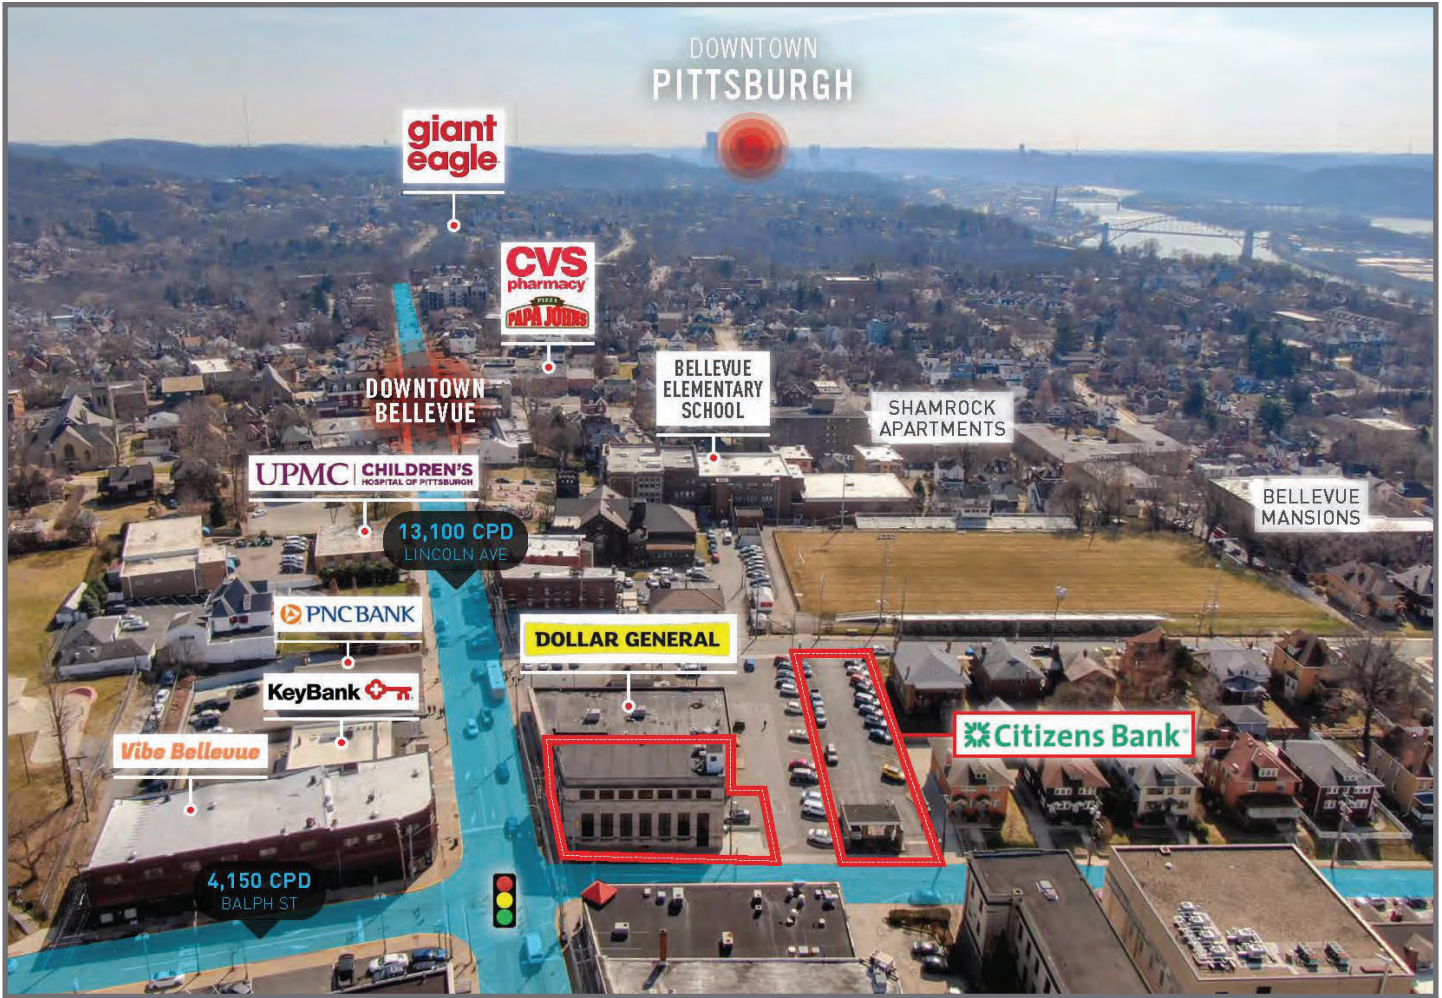 DOWNTOWN
PITTSBURGH
giant
eagle
CVS
pharmacy
PIZZA
PAPA JOHNS
DOWNTOWN
BELLEVUE
BELLEVUE
ELEMENTARY
SCHOOL
SHAMROCK
APARTMENTS
UPMC
CHILDREN'S
HOSPITAL OF PITTSBURGH
BELLEVUE
MANSIONS
13,100 CPD
LINCOLN AVE
PNC BANK
DOLLAR GENERAL
KeyBank
Citizens Bank
Vibe Bellevue
4,150 CPD
BALPH ST